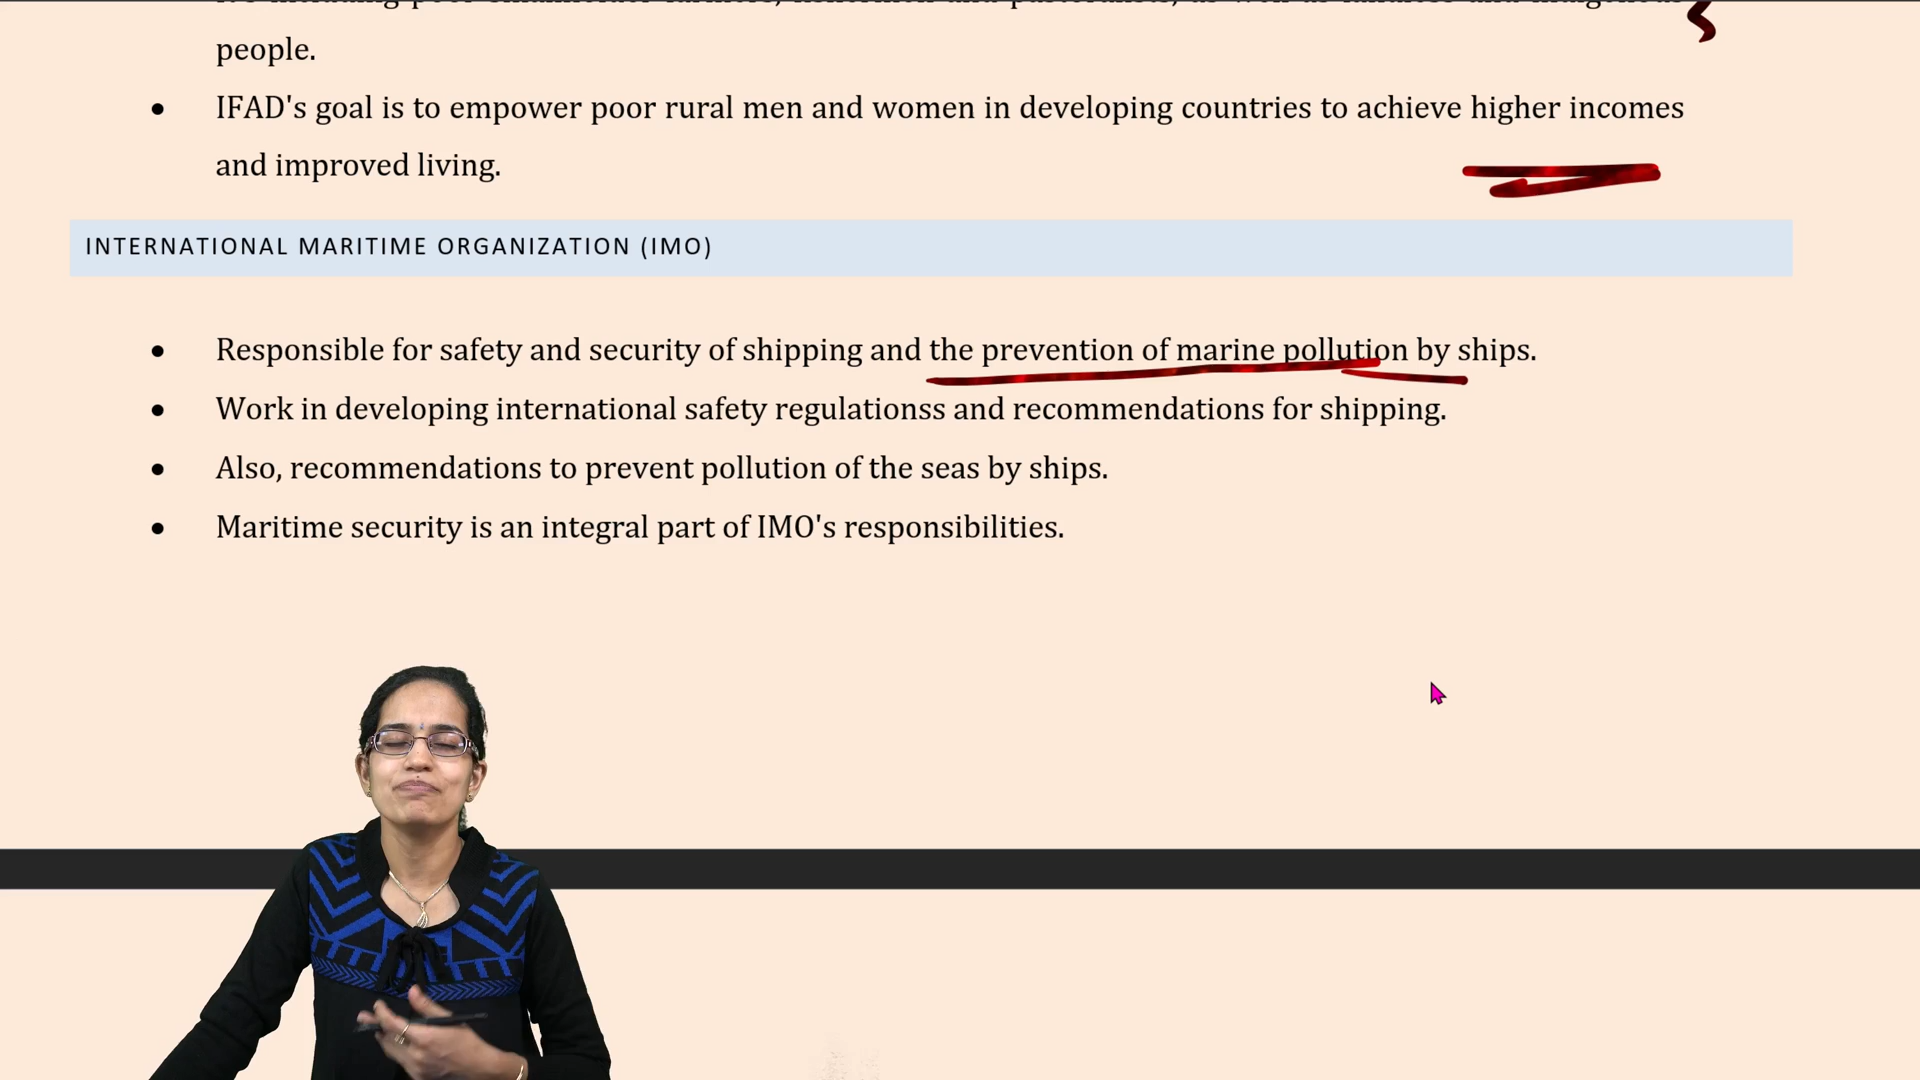 people.
• IFAD's goal is to empower poor rural men and women in developing countries to achieve higher incomes
and improved living.
INTERNATIONAL MARITIME ORGANIZATION (IMO)
• Responsible for safety and security of shipping and the prevention of marine pollution by ships.
• Work in developing international safety regulationss and recommendations for shipping.
• Also, recommendations to prevent pollution of the seas by ships.
• Maritime security is an integral part of IMO's responsibilities.